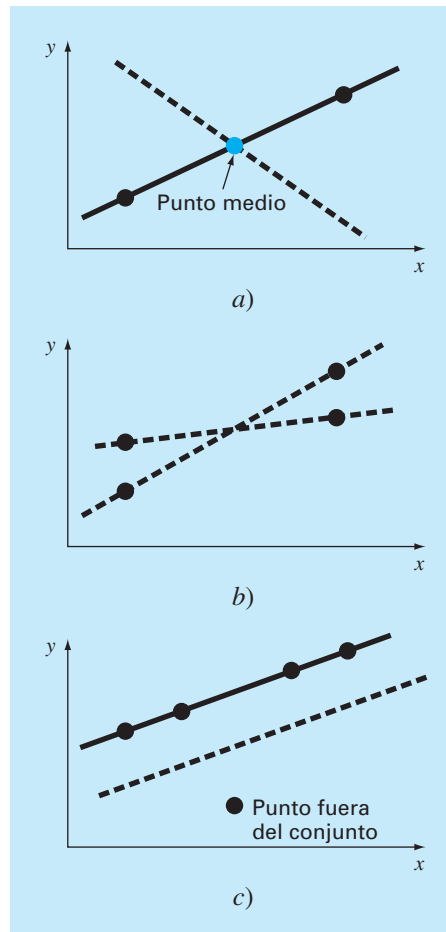 y
Punto medio
x
a)
y
x
b)
y
Punto fuera
del conjunto
x
c)